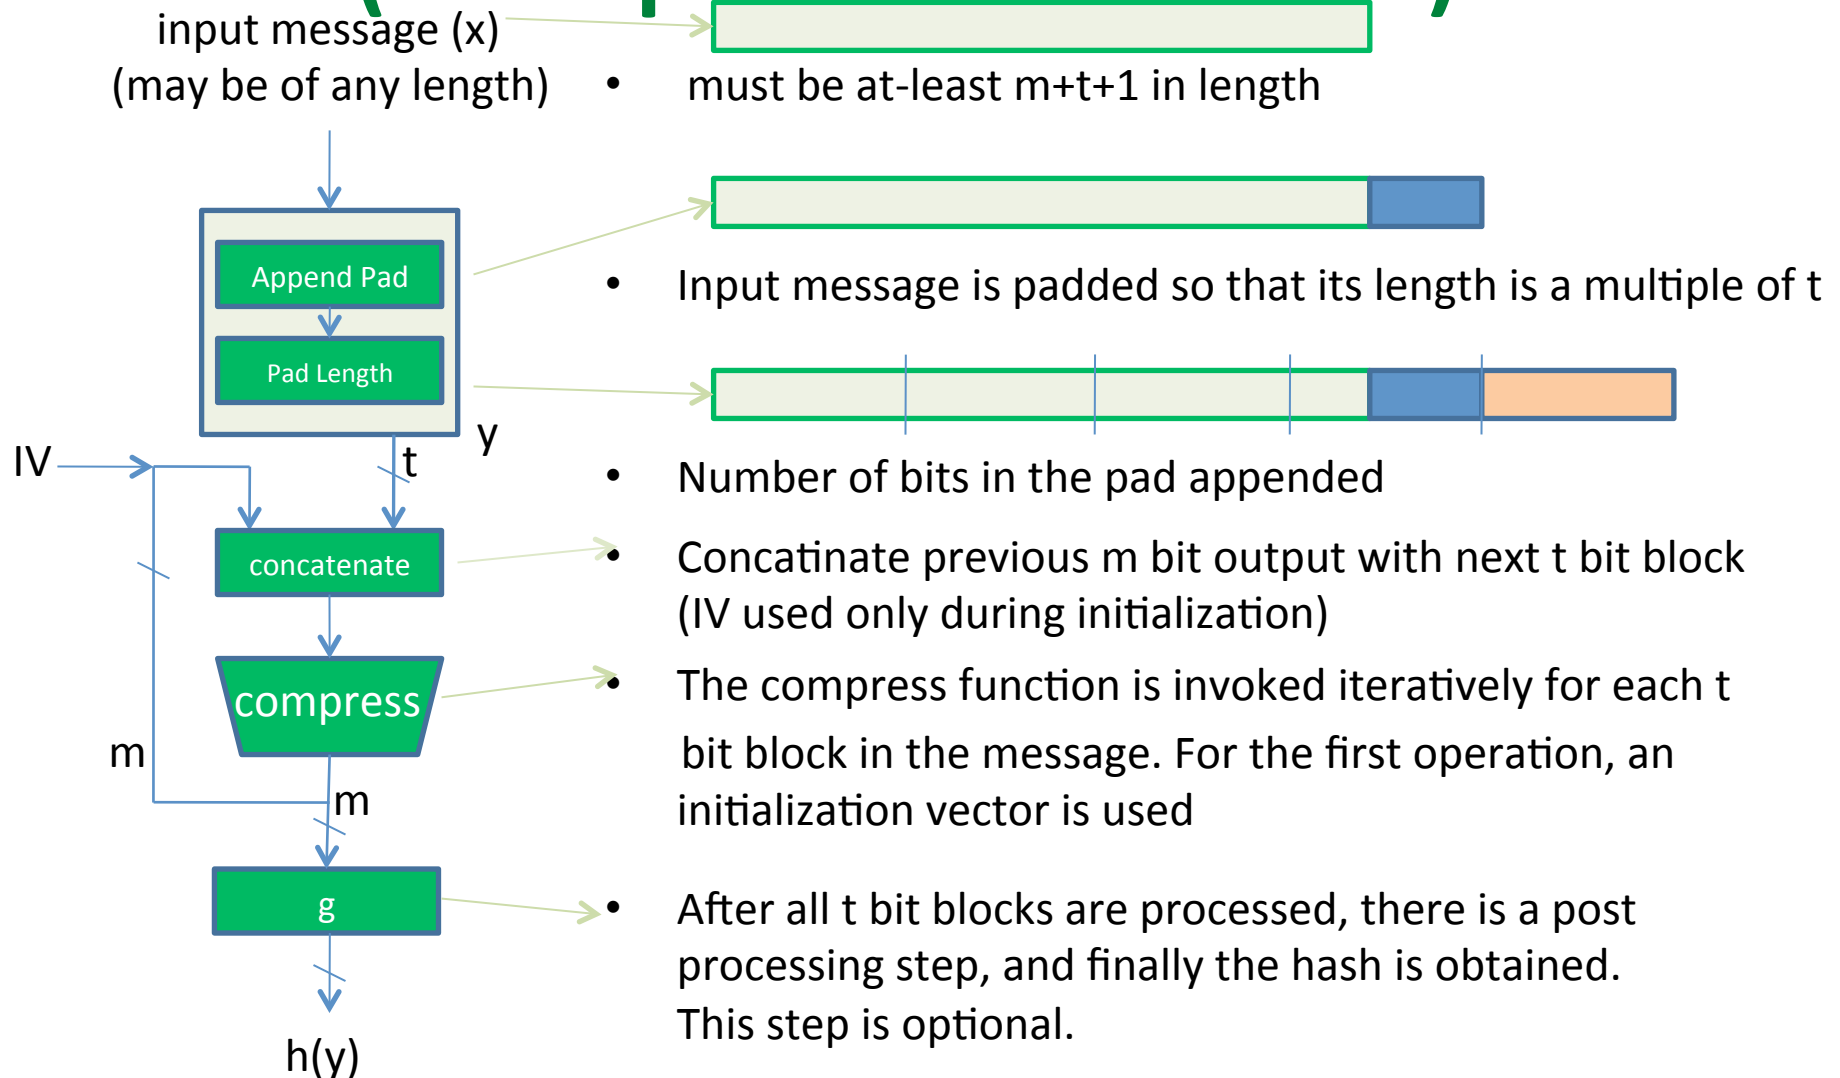 input message (x)
(may be of any length)
• must be at-least m+t+1 in length
Append Pad
• Input message is padded so that its length is a multiple of t
Pad Length
y
IV
t
• Number of bits in the pad appended
concatenate
• Concatinate previous m bit output with next t bit block
(IV used only during initialization)
compress
• The compress function is invoked iteratively for each t
bit block in the message. For the first operation, an
initialization vector is used
m
m
g
• After all t bit blocks are processed, there is a post
processing step, and finally the hash is obtained.
This step is optional.
h(y)